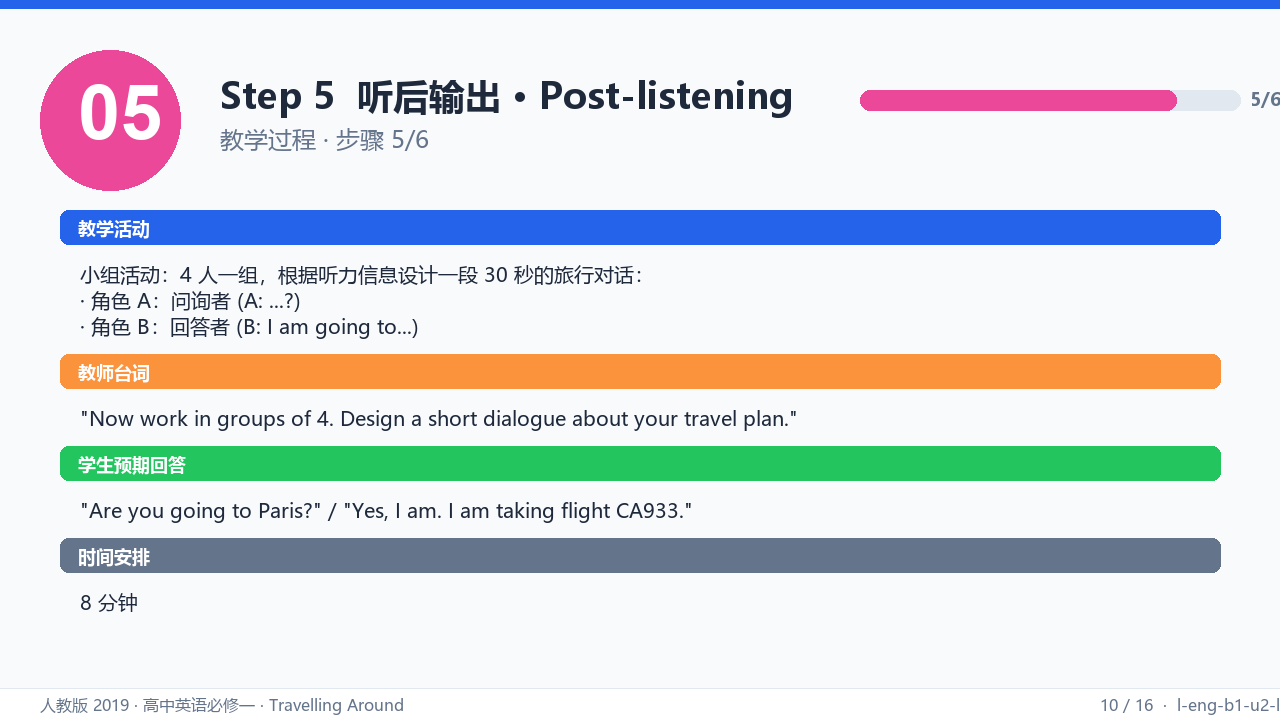 05
Step 5 听后输出 • Post-listening
5/6
教学过程 · 步骤 5/6
教学活动
小组活动：4 人一组，根据听力信息设计一段 30 秒的旅行对话：
· 角色 A：问询者 (A: ...?)
· 角色 B：回答者 (B: I am going to...)
教师台词
"Now work in groups of 4. Design a short dialogue about your travel plan."
学生预期回答
"Are you going to Paris?" / "Yes, I am. I am taking flight CA933."
时间安排
8 分钟
人教版 2019 · 高中英语必修一 · Travelling Around
10 / 16 · l-eng-b1-u2-l